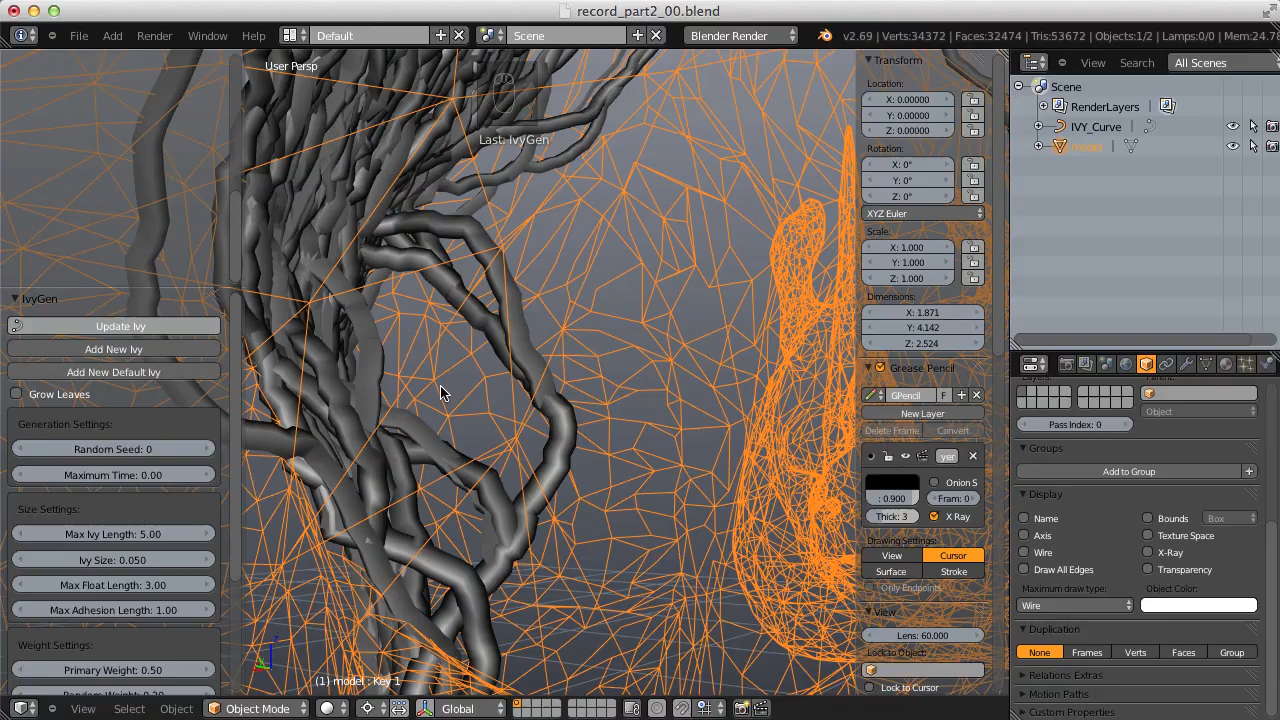 record_part2_00.blend
File Add Render Window Help Default Scene Blender Render v2.69 | Verts:34372 | Faces:32474 | Tris:53672 | Objects:1/2 | Lamps:0/0 | Mem:24.78
User Persp
Last: IvyGen
IvyGen
Update Ivy
Add New Ivy
Add New Default Ivy
Grow Leaves
Generation Settings:
Random Seed: 0
Maximum Time: 0.00
Size Settings:
Max Ivy Length: 5.00
Ivy Size: 0.050
Max Float Length: 3.00
Max Adhesion Length: 1.00
Weight Settings:
Primary Weight: 0.50
Random Weight: 0.20
(1) model : Key 1
View Select Object Object Mode Global
Transform
Location:
X: 0.00000
Y: 0.00000
Z: 0.00000
Rotation:
X: 0°
Y: 0°
Z: 0°
XYZ Euler
Scale:
X: 1.000
Y: 1.000
Z: 1.000
Dimensions:
X: 1.871
Y: 4.142
Z: 2.524
Grease Pencil
GPencil F
New Layer
Delete Frame Convert
yer
Onion S
: 0.900 Fram: 0
Thick: 3 X Ray
Drawing Settings:
View Cursor
Surface Stroke
Only Endpoints
View
Lens: 60.000
Lock to Object:
Lock to Cursor
View Search All Scenes
Scene
RenderLayers |
IVY_Curve |
model |
Layers: Parent:
Object
Pass Index: 0
Groups
Add to Group
Display
Name Bounds Box
Axis Texture Space
Wire X-Ray
Draw All Edges Transparency
Maximum draw type: Object Color:
Wire
Duplication
None Frames Verts Faces Group
Relations Extras
Motion Paths
Custom Properties